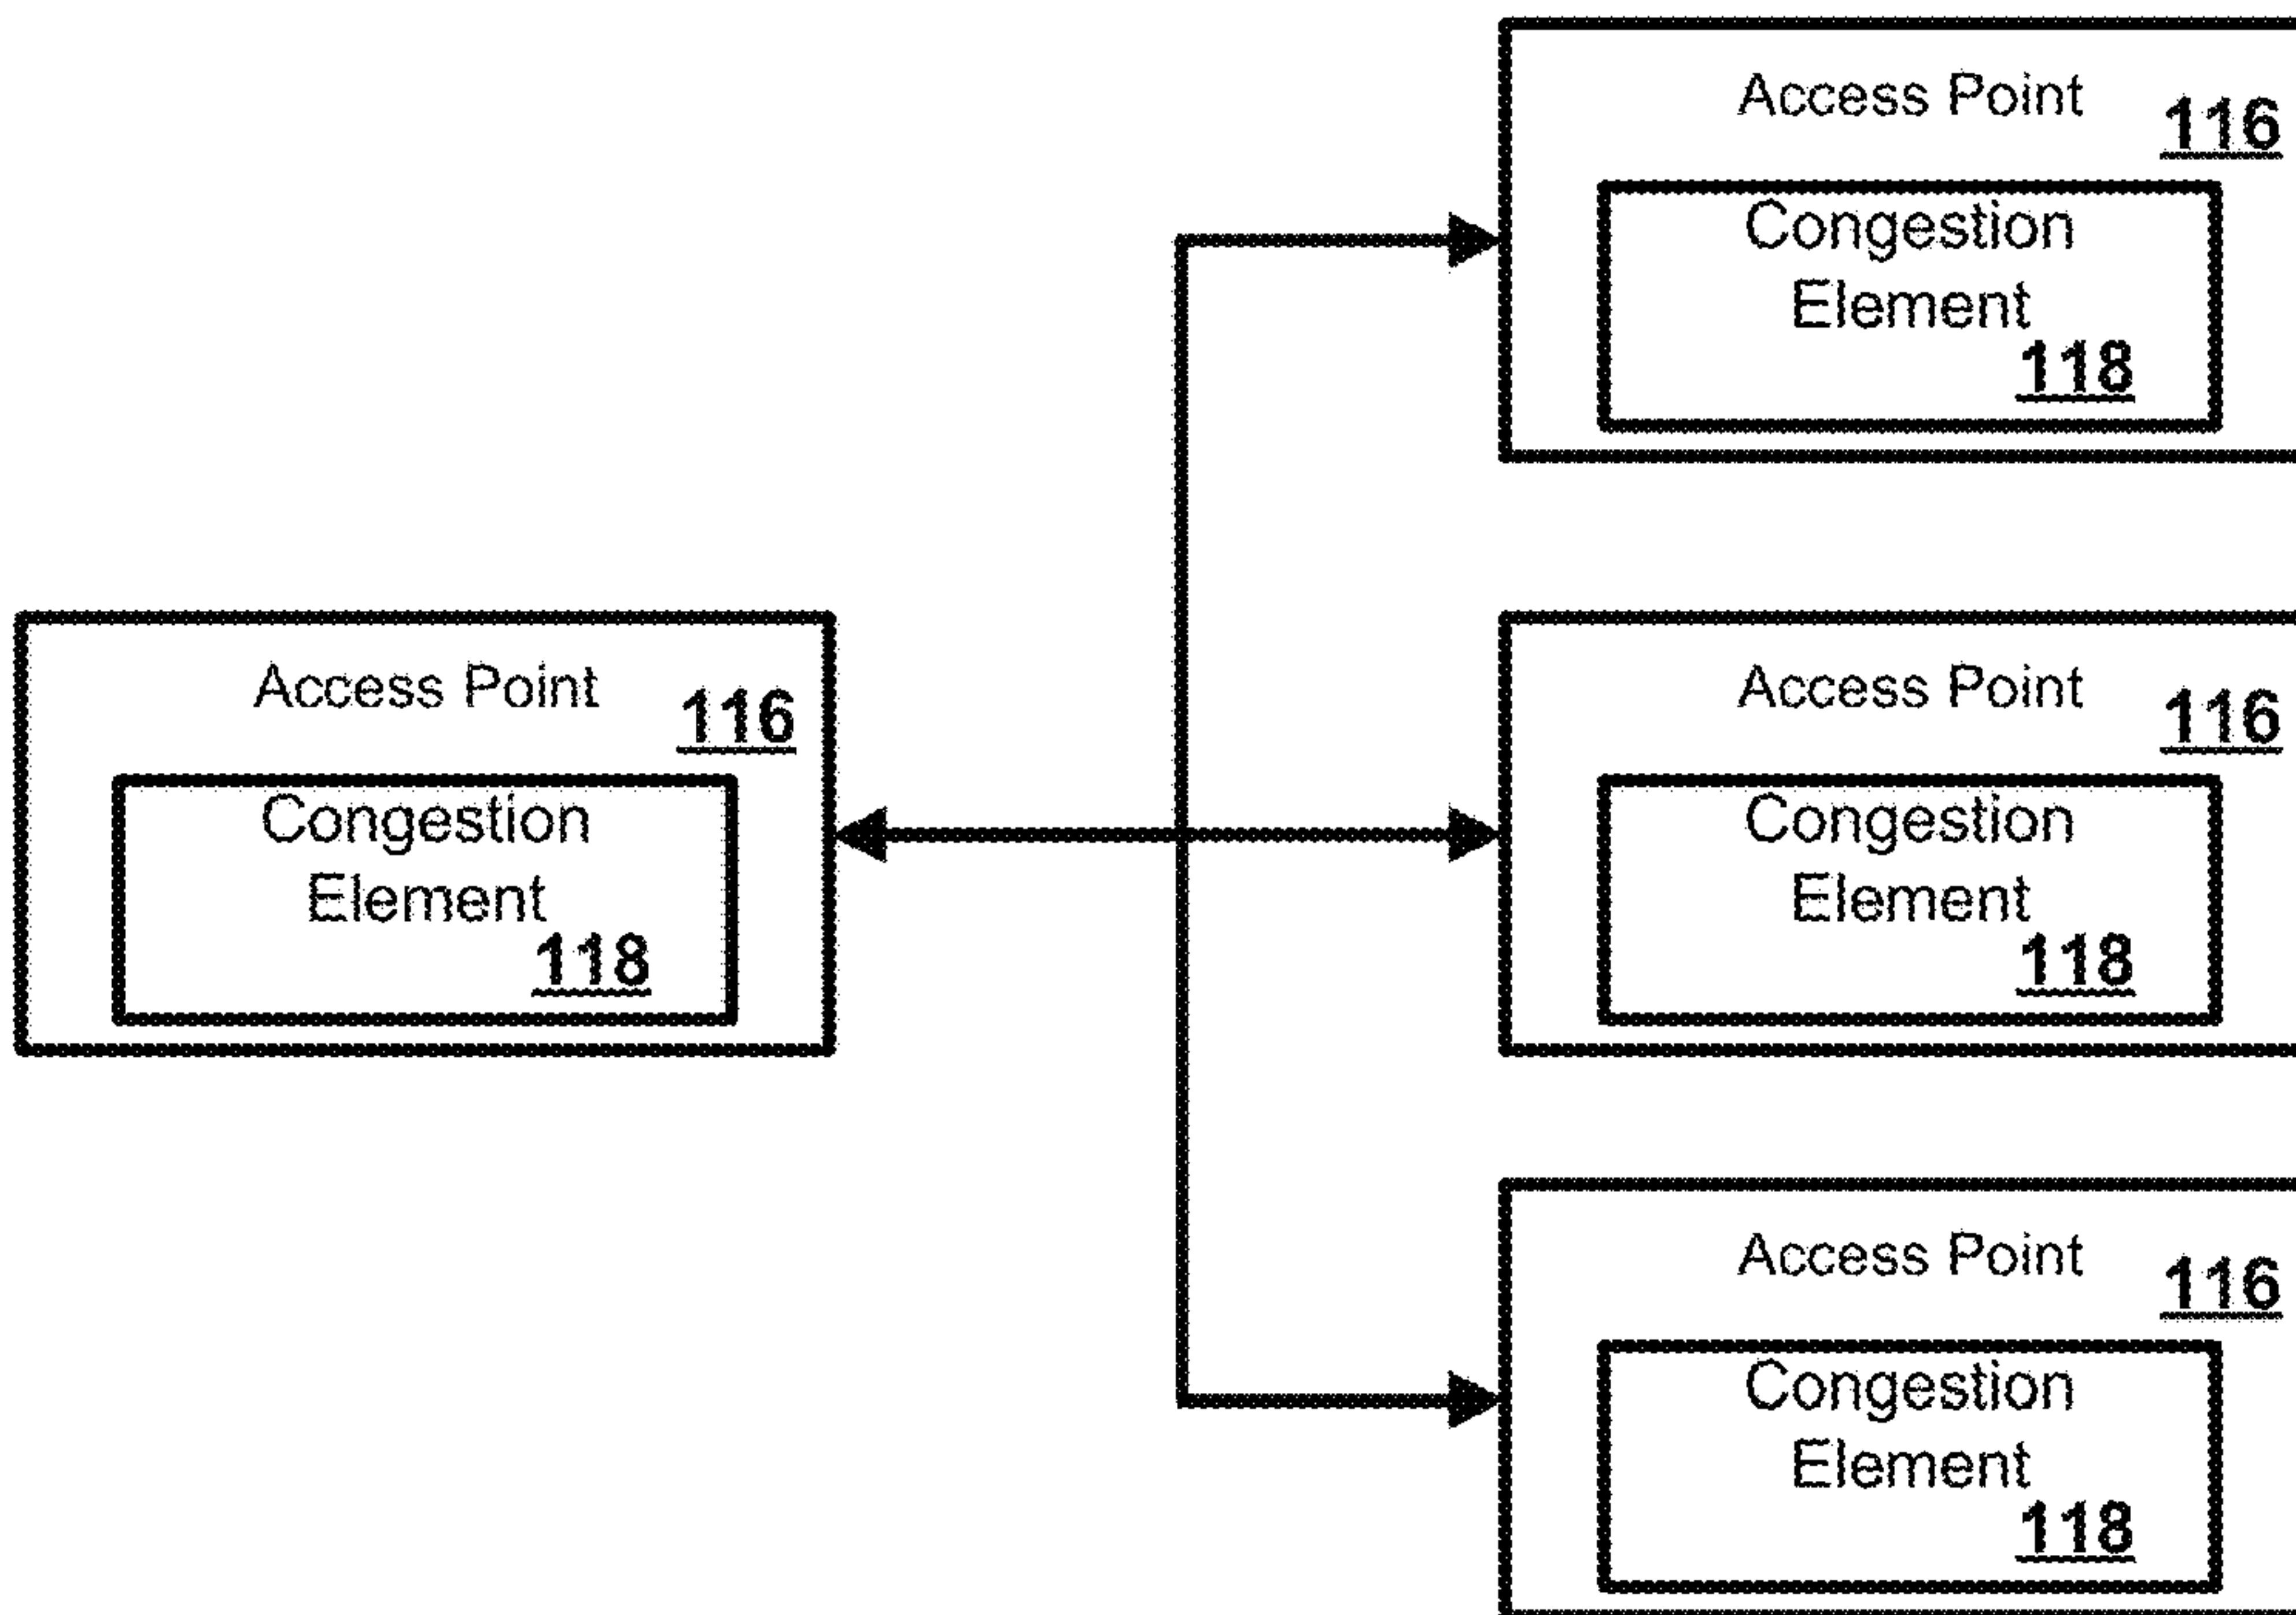 Access Point
116
Congestion
Element
118
Access Point
116
Congestion
Element
118
Access Point
116
Congestion
Element
118
Access Point
116
Congestion
Element
118